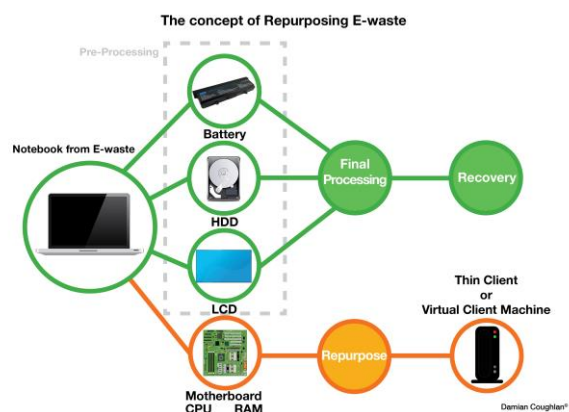 The concept of Repurposing E-waste
Pre-Processing
Battery
Notebook from E-waste
HDD
LCD
Final
Processing
Recovery
Thin Client
or
Virtual Client Machine
Motherboard
CPU RAM
Repurpose
Damian Coughlan®